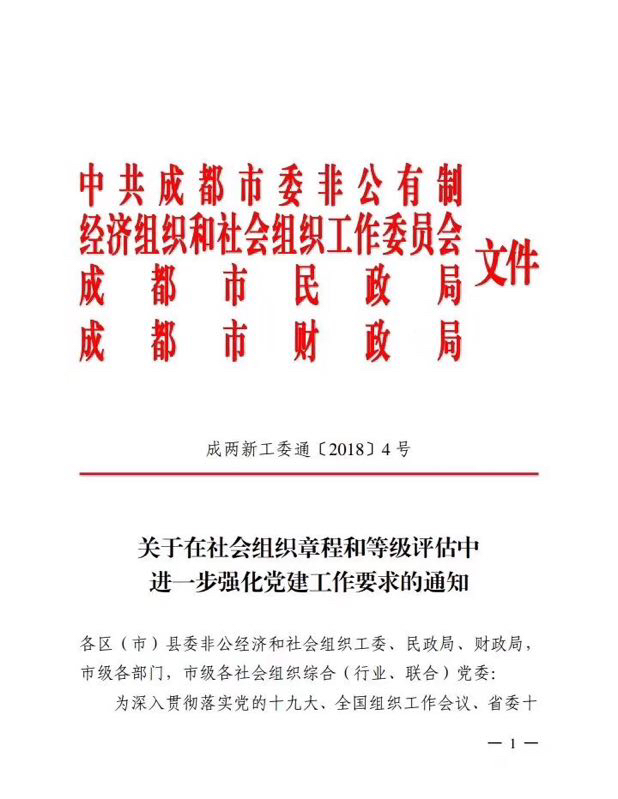 中共成都市委非公有制
经济组织和社会组织工作委员会
成都市民政局
成都市财政局
文件
成两新工委通〔2018〕4号
关于在社会组织章程和等级评估中
进一步强化党建工作要求的通知
各区（市）县委非公经济和社会组织工委、民政局、财政局，
市级各部门，市级各社会组织综合（行业、联合）党委：
为深入贯彻落实党的十九大、全国组织工作会议、省委十
— 1 —